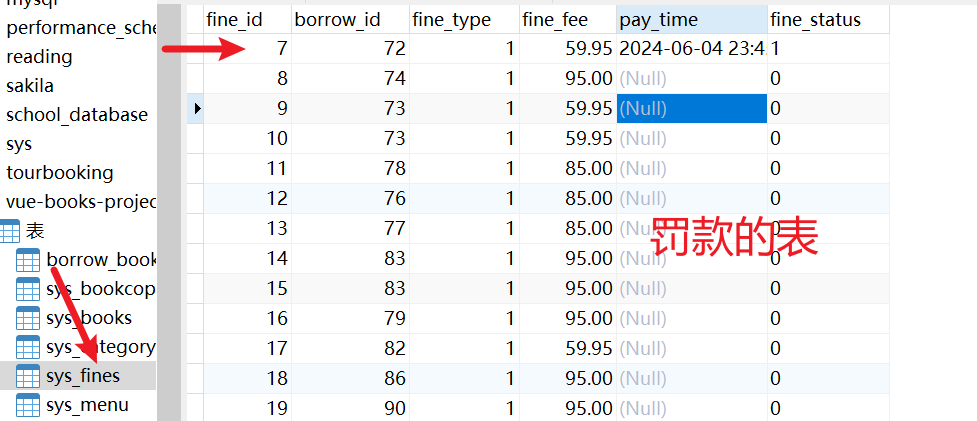 mysql
performance_sche
reading
sakila
school_database
sys
tourbooking
vue-books-projec
表
borrow_book
sys_bookcop
sys_books
sys_category
sys_fines
sys_menu
fine_id borrow_id fine_type fine_fee pay_time fine_status
7 72 1 59.95 2024-06-04 23:4 1
8 74 1 95.00 (Null) 0
9 73 1 59.95 (Null) 0
10 73 1 59.95 (Null) 0
11 78 1 85.00 (Null) 0
12 76 1 85.00 (Null) 0
13 77 1 85.00 (Null) 0
14 83 1 95.00 (Null) 0
15 83 1 95.00 (Null) 0
16 79 1 95.00 (Null) 0
17 82 1 59.95 (Null) 0
18 86 1 95.00 (Null) 0
19 90 1 95.00 (Null) 0
罚款的表